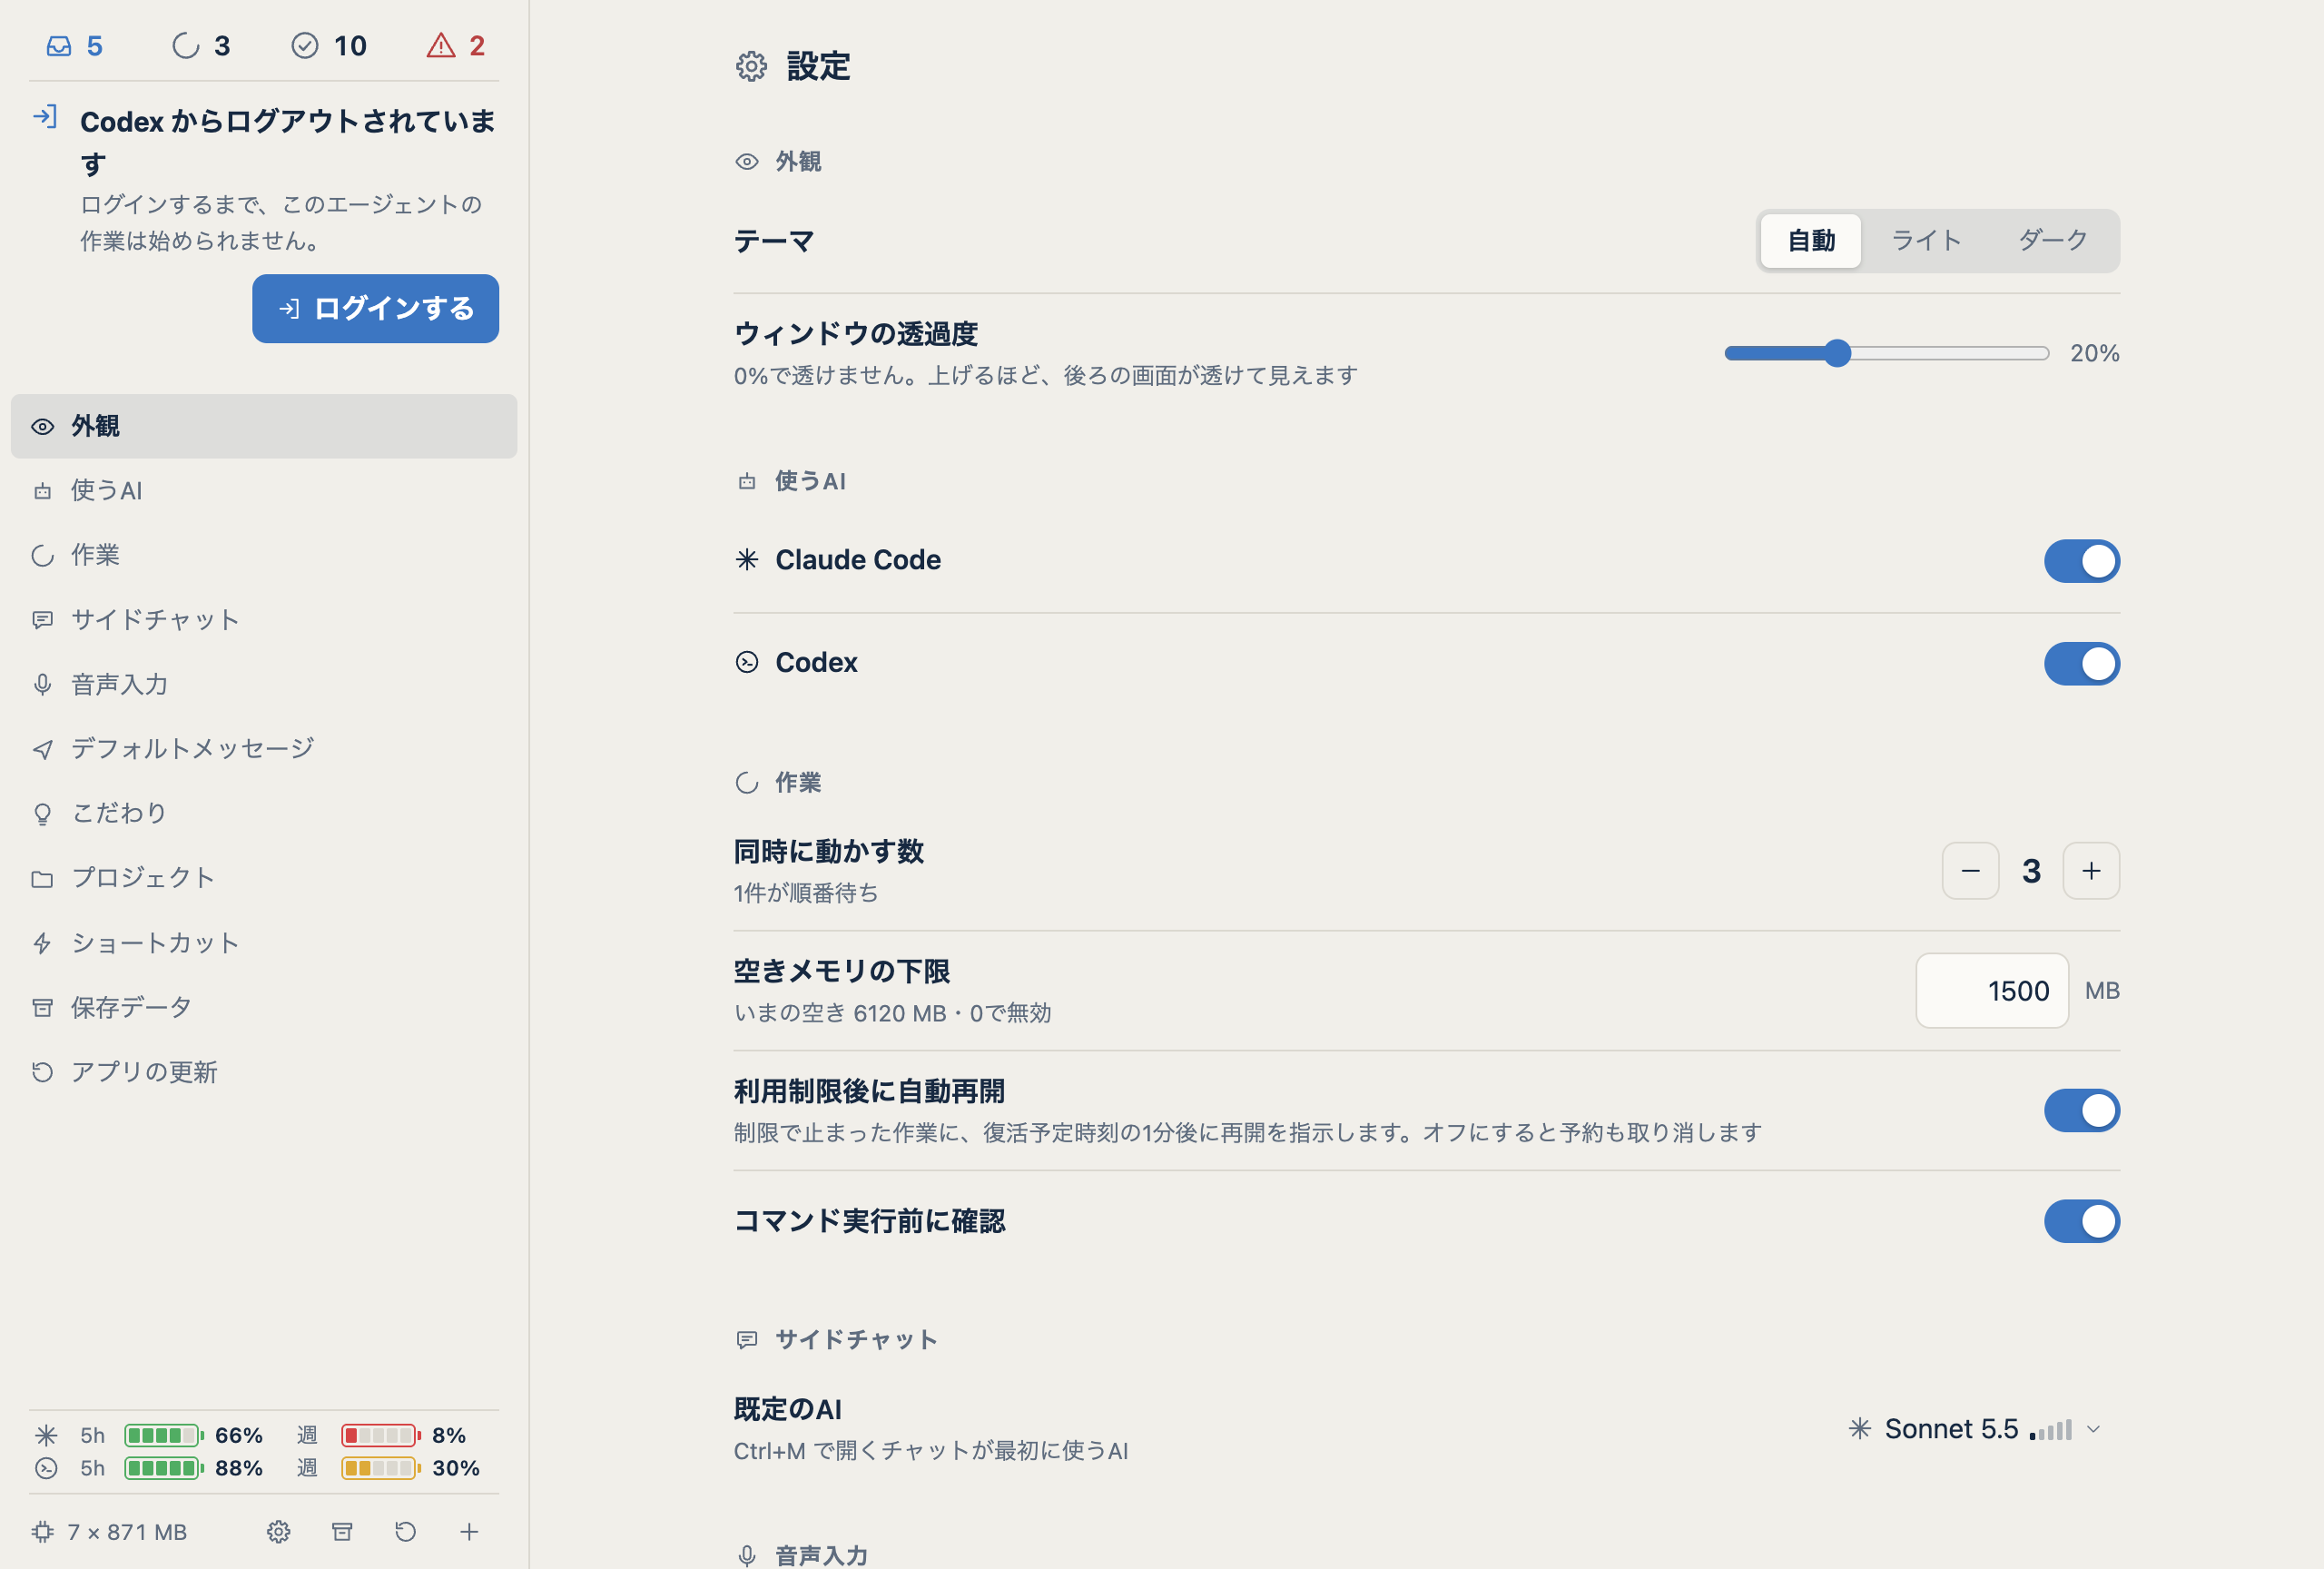 5 3 10 2
Codex からログアウトされていま
す
ログインするまで、このエージェントの
作業は始められません。
ログインする
外観
使うAI
作業
サイドチャット
音声入力
デフォルトメッセージ
こだわり
プロジェクト
ショートカット
保存データ
アプリの更新
5h 66% 週 8%
5h 88% 週 30%
7 × 871 MB
設定
外観
テーマ
自動 ライト ダーク
ウィンドウの透過度
0%で透けません。上げるほど、後ろの画面が透けて見えます
20%
使うAI
Claude Code
Codex
作業
同時に動かす数
1件が順番待ち
3
空きメモリの下限
いまの空き 6120 MB・0で無効
1500 MB
利用制限後に自動再開
制限で止まった作業に、復活予定時刻の1分後に再開を指示します。オフにすると予約も取り消します
コマンド実行前に確認
サイドチャット
既定のAI
Ctrl+M で開くチャットが最初に使うAI
Sonnet 5.5
音声入力